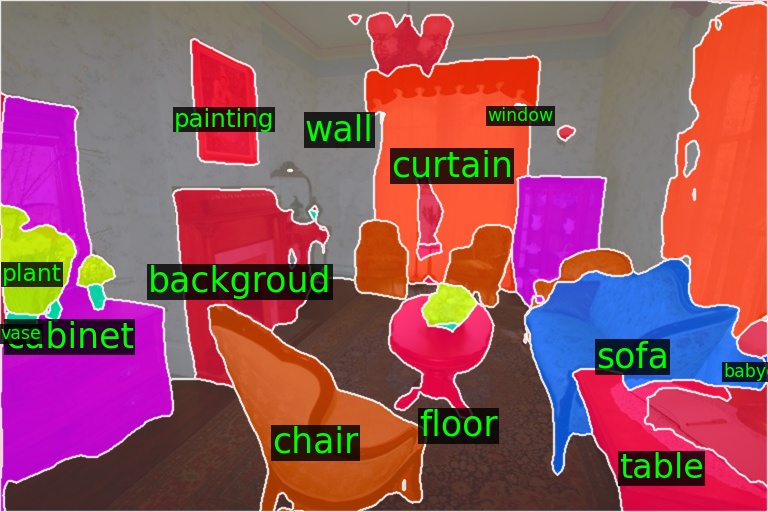 painting
wall
window
curtain
plant
backgroud
vase
cabinet
sofa
baby
chair
floor
table